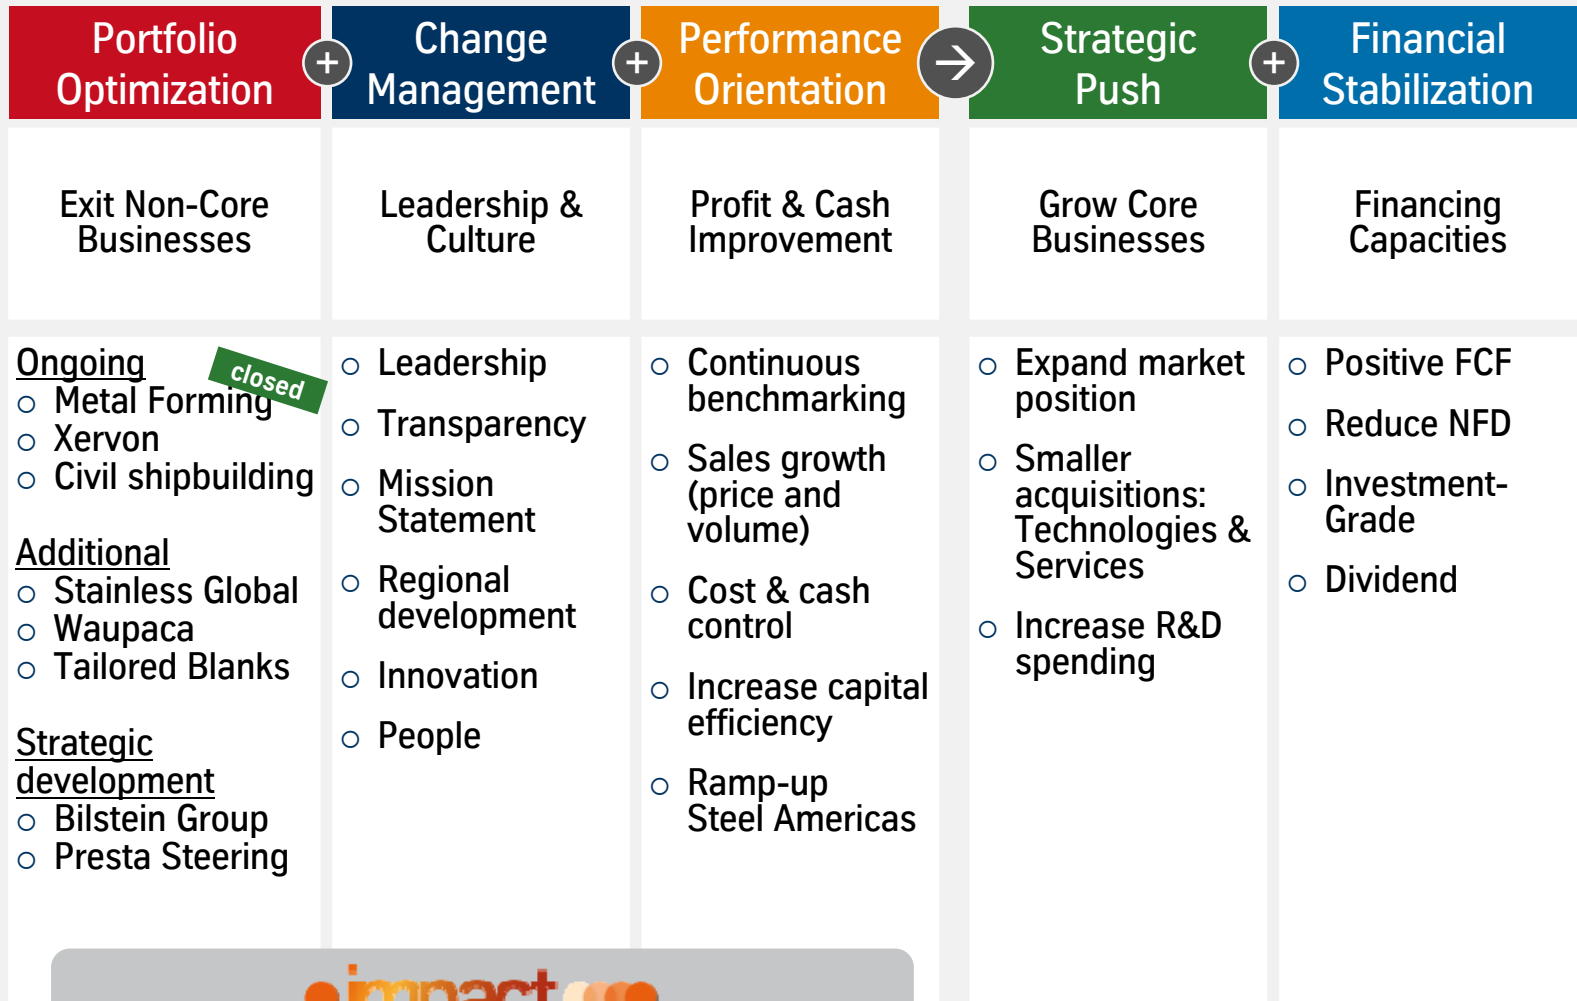 Portfolio
Optimization
+
Change
Management
+
Performance
Orientation
→
Strategic
Push
+
Financial
Stabilization
Exit Non-Core
Businesses
Leadership &
Culture
Profit & Cash
Improvement
Grow Core
Businesses
Financing
Capacities
Ongoing
closed
○ Metal Forming
○ Xervon
○ Civil shipbuilding
Additional
○ Stainless Global
○ Waupaca
○ Tailored Blanks
Strategic
development
○ Bilstein Group
○ Presta Steering
○ Leadership
○ Transparency
○ Mission
Statement
○ Regional
development
○ Innovation
○ People
○ Continuous
benchmarking
○ Sales growth
(price and
volume)
○ Cost & cash
control
○ Increase capital
efficiency
○ Ramp-up
Steel Americas
○ Expand market
position
○ Smaller
acquisitions:
Technologies &
Services
○ Increase R&D
spending
○ Positive FCF
○ Reduce NFD
○ Investment-
Grade
○ Dividend
impact